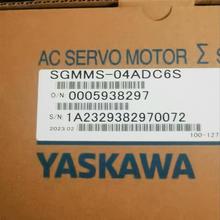 AC SERVO MOTOR Σ S
SGMMS-04ADC6S
O/N: 0005938297
S/N: 1A2329382970072
2023.02
100-127
YASKAWA